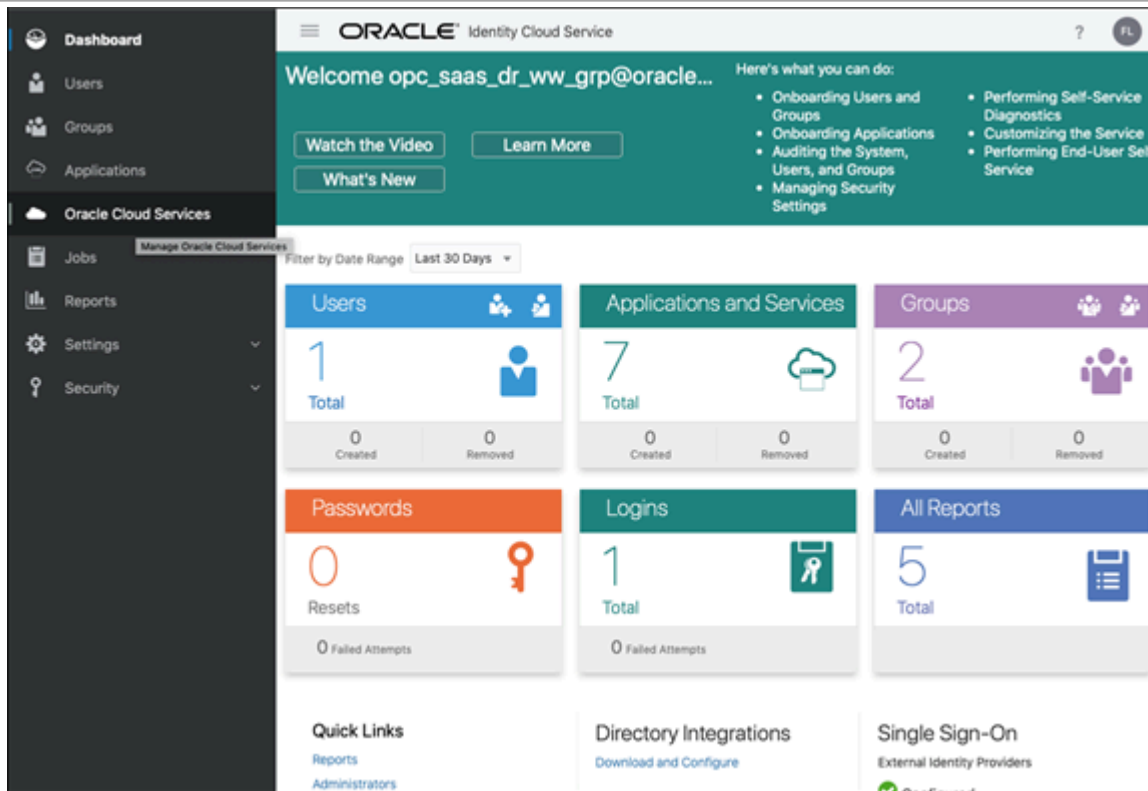 Dashboard
Users
Groups
Applications
Oracle Cloud Services
Manage Oracle Cloud Services
Jobs
Reports
Settings
Security
ORACLE® Identity Cloud Service
?
FL
Welcome opc_saas_dr_ww_grp@oracle...
Watch the Video
Learn More
What's New
Here's what you can do:
• Onboarding Users and
Groups
• Onboarding Applications
• Auditing the System,
Users, and Groups
• Managing Security
Settings
• Performing Self-Service
Diagnostics
• Customizing the Service
• Performing End-User Sel
Service
Filter by Date Range Last 30 Days
Users
1
Total
0
Created
0
Removed
Applications and Services
7
Total
0
Created
0
Removed
Groups
2
Total
0
Created
0
Removed
Passwords
0
Resets
0 Failed Attempts
Logins
1
Total
0 Failed Attempts
All Reports
5
Total
Quick Links
Reports
Administrators
Directory Integrations
Download and Configure
Single Sign-On
External Identity Providers
Configured